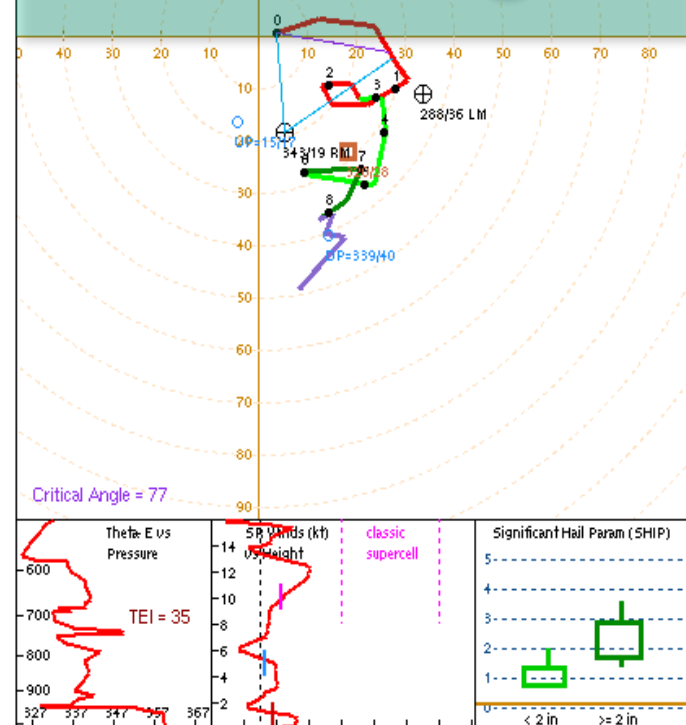 0
0 40 30 20 10 10 20 30 40 50 60 70 80
2 3 1
10
288/36 LM
4
DP=15/17
343/19 RM
7
6
30
8
40
UP=339/40
50
60
70
80
Critical Angle = 77
90
Theta-E vs
Pressure
600
700
TEI = 35
800
900
327 337 347 357 367
SR Winds (kt)
vs Height
classic
supercell
14
12
10
8
6
4
2
Significant Hail Param (SHIP)
5
4
3
2
1
0
< 2 in >= 2 in